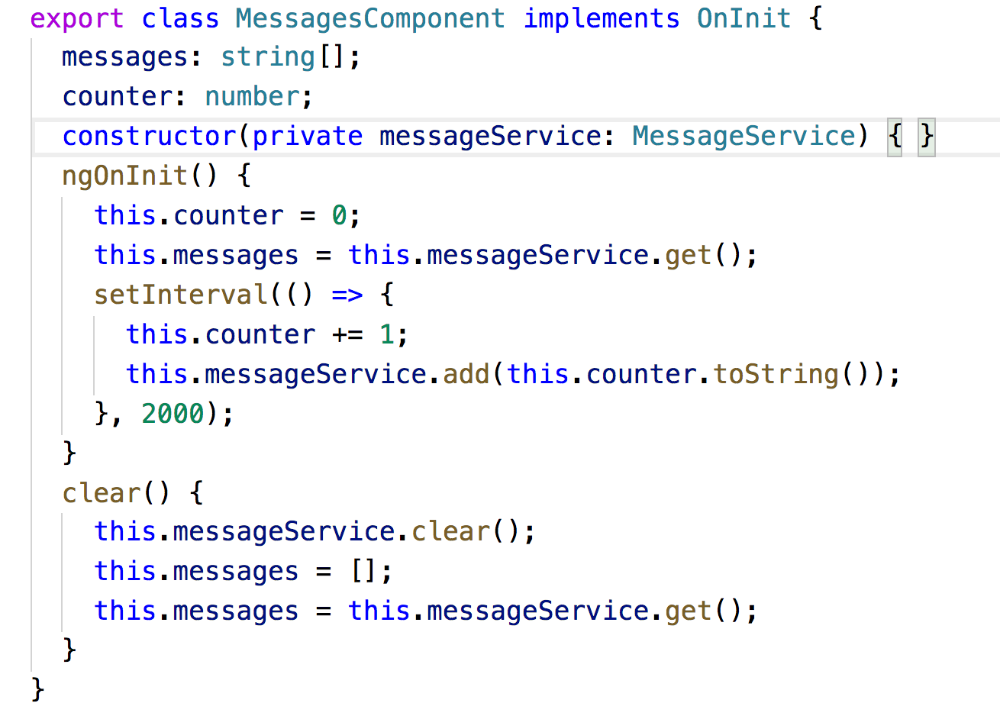 export class MessagesComponent implements OnInit {
  messages: string[];
  counter: number;
  constructor(private messageService: MessageService) { }
  ngOnInit() {
    this.counter = 0;
    this.messages = this.messageService.get();
    setInterval(() => {
      this.counter += 1;
      this.messageService.add(this.counter.toString());
    }, 2000);
  }
  clear() {
    this.messageService.clear();
    this.messages = [];
    this.messages = this.messageService.get();
  }
}